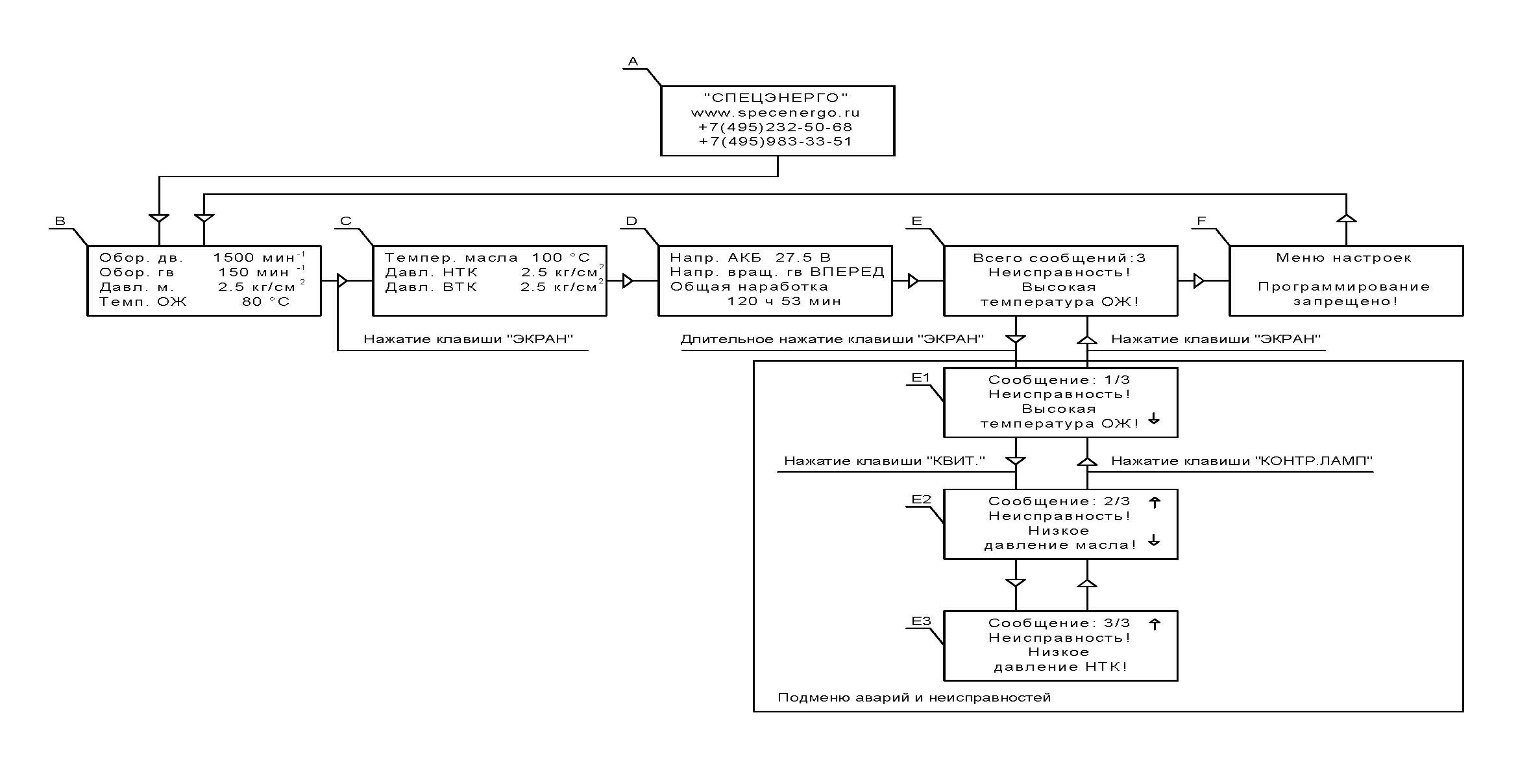 A
"СПЕЦЭНЕРГО"
www.specenergo.ru
+7(495)232-50-68
+7(495)983-33-51
B
Обор. дв. 1500 мин⁻¹
Обор. гв 150 мин ⁻¹
Давл. м. 2.5 кг/см²
Темп. ОЖ 80 °C
C
Темпер. масла 100 °C
Давл. НТК 2.5 кг/см²
Давл. ВТК 2.5 кг/см²
D
Напр. АКБ 27.5 В
Напр. вращ. гв ВПЕРЕД
Общая наработка
120 ч 53 мин
E
Всего сообщений:3
Неисправность!
Высокая
температура ОЖ!
F
Меню настроек
Программирование
запрещено!
Нажатие клавиши "ЭКРАН"
Длительное нажатие клавиши "ЭКРАН"
Нажатие клавиши "ЭКРАН"
E1
Сообщение: 1/3
Неисправность!
Высокая
температура ОЖ!
Нажатие клавиши "КВИТ."
Нажатие клавиши "КОНТР.ЛАМП"
E2
Сообщение: 2/3
Неисправность!
Низкое
давление масла!
E3
Сообщение: 3/3
Неисправность!
Низкое
давление НТК!
Подменю аварий и неисправностей